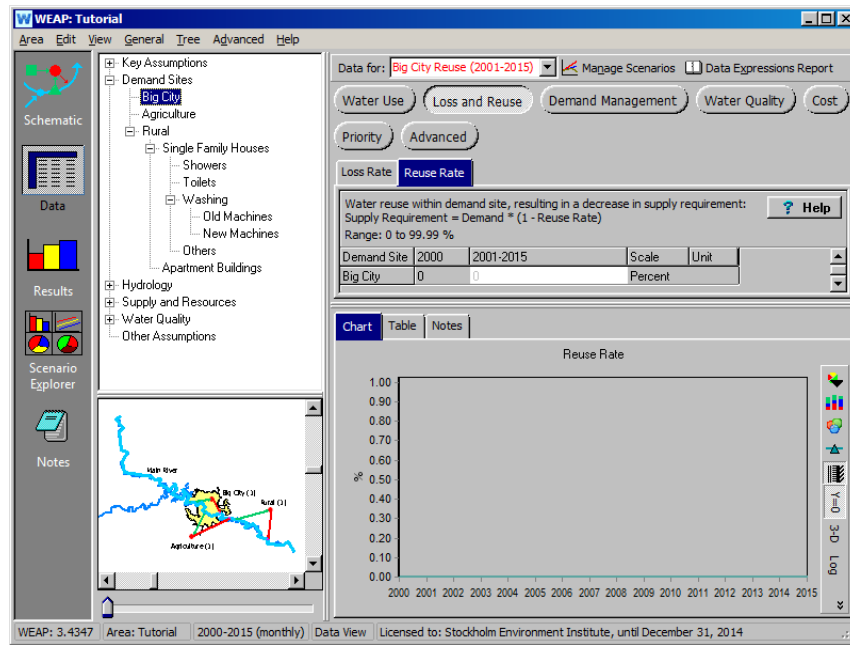 WEAP: Tutorial
Area Edit View General Tree Advanced Help
Schematic
Data
Results
Scenario
Explorer
Notes
Key Assumptions
Demand Sites
Big City
Agriculture
Rural
Single Family Houses
Showers
Toilets
Washing
Old Machines
New Machines
Others
Apartment Buildings
Hydrology
Supply and Resources
Water Quality
Other Assumptions
Main River
Big City (1)
Rural (1)
Agriculture (1)
Data for: Big City Reuse (2001-2015) Manage Scenarios Data Expressions Report
Water Use Loss and Reuse Demand Management Water Quality Cost
Priority Advanced
Loss Rate Reuse Rate
Water reuse within demand site, resulting in a decrease in supply requirement:
Supply Requirement = Demand * (1 - Reuse Rate)
Range: 0 to 99.99 %
? Help
Demand Site 2000 2001-2015 Scale Unit
Big City 0 0 Percent
Chart Table Notes
Reuse Rate
1.00
0.90
0.80
0.70
0.60
0.50
0.40
0.30
0.20
0.10
0.00
%
2000 2001 2002 2003 2004 2005 2006 2007 2008 2009 2010 2011 2012 2013 2014 2015
Y=0
3-D
Log
WEAP: 3.4347 Area: Tutorial 2000-2015 (monthly) Data View Licensed to: Stockholm Environment Institute, until December 31, 2014